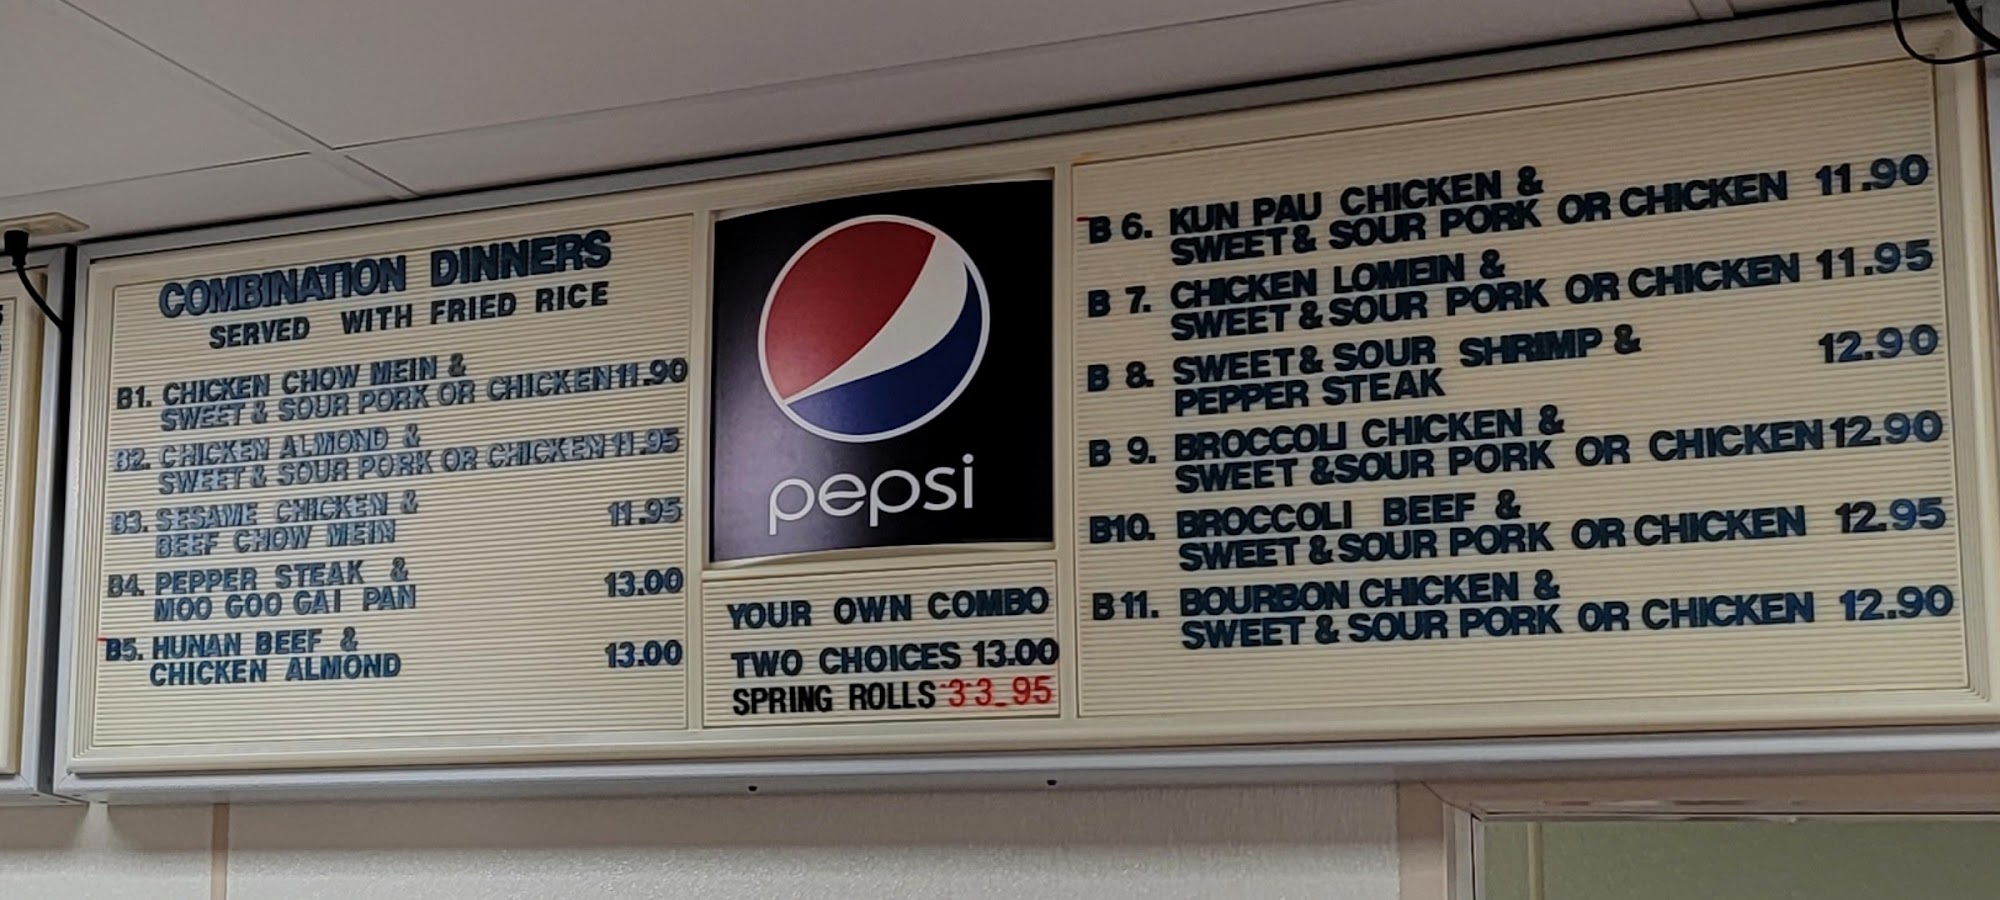 COMBINATION DINNERS
SERVED WITH FRIED RICE
B1. CHICKEN CHOW MEIN &
SWEET & SOUR PORK OR CHICKEN 11.90
B2. CHICKEN ALMOND &
SWEET & SOUR PORK OR CHICKEN 11.95
B3. SESAME CHICKEN & 11.95
BEEF CHOW MEIN
B4. PEPPER STEAK & 13.00
MOO GOO GAI PAN
B5. HUNAN BEEF &
CHICKEN ALMOND 13.00
pepsi
YOUR OWN COMBO
TWO CHOICES 13.00
SPRING ROLLS "3"3_95
B 6. KUN PAU CHICKEN &
SWEET & SOUR PORK OR CHICKEN 11.90
B 7. CHICKEN LOMEIN &
SWEET & SOUR PORK OR CHICKEN 11.95
B 8. SWEET & SOUR SHRIMP & 12.90
PEPPER STEAK
B 9. BROCCOLI CHICKEN &
SWEET & SOUR PORK OR CHICKEN 12.90
B10. BROCCOLI BEEF &
SWEET & SOUR PORK OR CHICKEN 12.95
B11. BOURBON CHICKEN &
SWEET & SOUR PORK OR CHICKEN 12.90